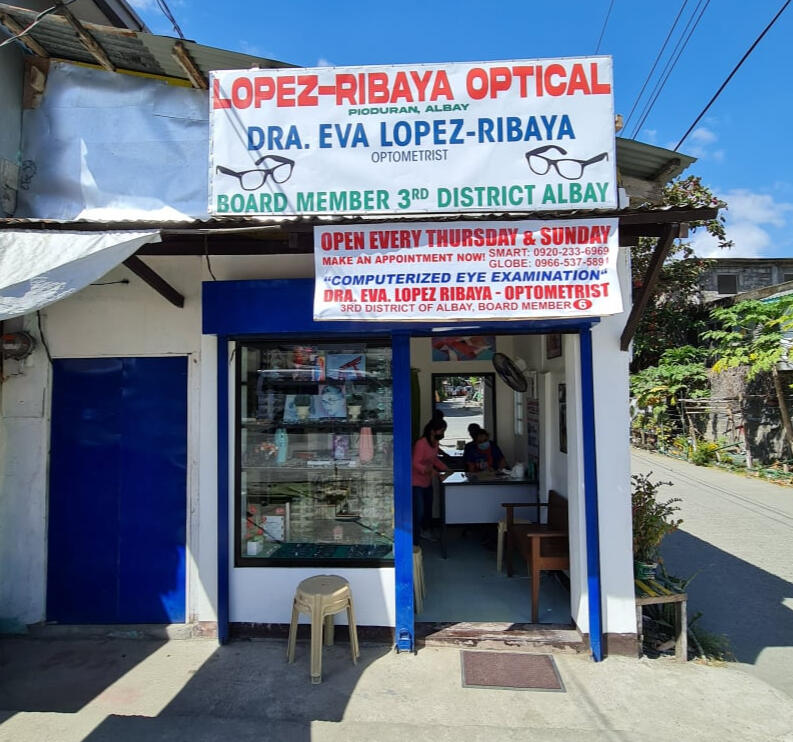 LOPEZ-RIBAYA OPTICAL
PIODURAN, ALBAY
DRA. EVA LOPEZ-RIBAYA
OPTOMETRIST
BOARD MEMBER 3RD DISTRICT ALBAY
OPEN EVERY THURSDAY & SUNDAY
MAKE AN APPOINTMENT NOW! SMART: 0920-233-6969
GLOBE: 0966-537-5891
"COMPUTERIZED EYE EXAMINATION"
DRA. EVA. LOPEZ RIBAYA - OPTOMETRIST
3RD DISTRICT OF ALBAY, BOARD MEMBER 6